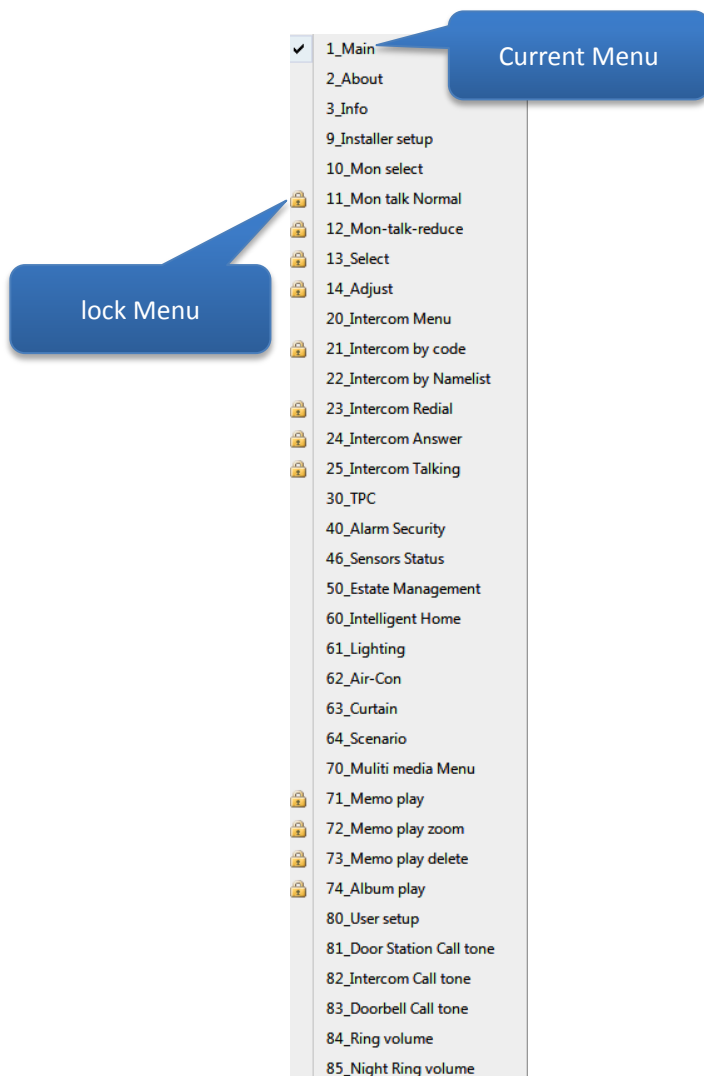 1_Main
Current Menu
2_About
3_Info
9_Installer setup
10_Mon select
11_Mon talk Normal
12_Mon-talk-reduce
13_Select
14_Adjust
lock Menu
20_Intercom Menu
21_Intercom by code
22_Intercom by Namelist
23_Intercom Redial
24_Intercom Answer
25_Intercom Talking
30_TPC
40_Alarm Security
46_Sensors Status
50_Estate Management
60_Intelligent Home
61_Lighting
62_Air-Con
63_Curtain
64_Scenario
70_Muliti media Menu
71_Memo play
72_Memo play zoom
73_Memo play delete
74_Album play
80_User setup
81_Door Station Call tone
82_Intercom Call tone
83_Doorbell Call tone
84_Ring volume
85_Night Ring volume